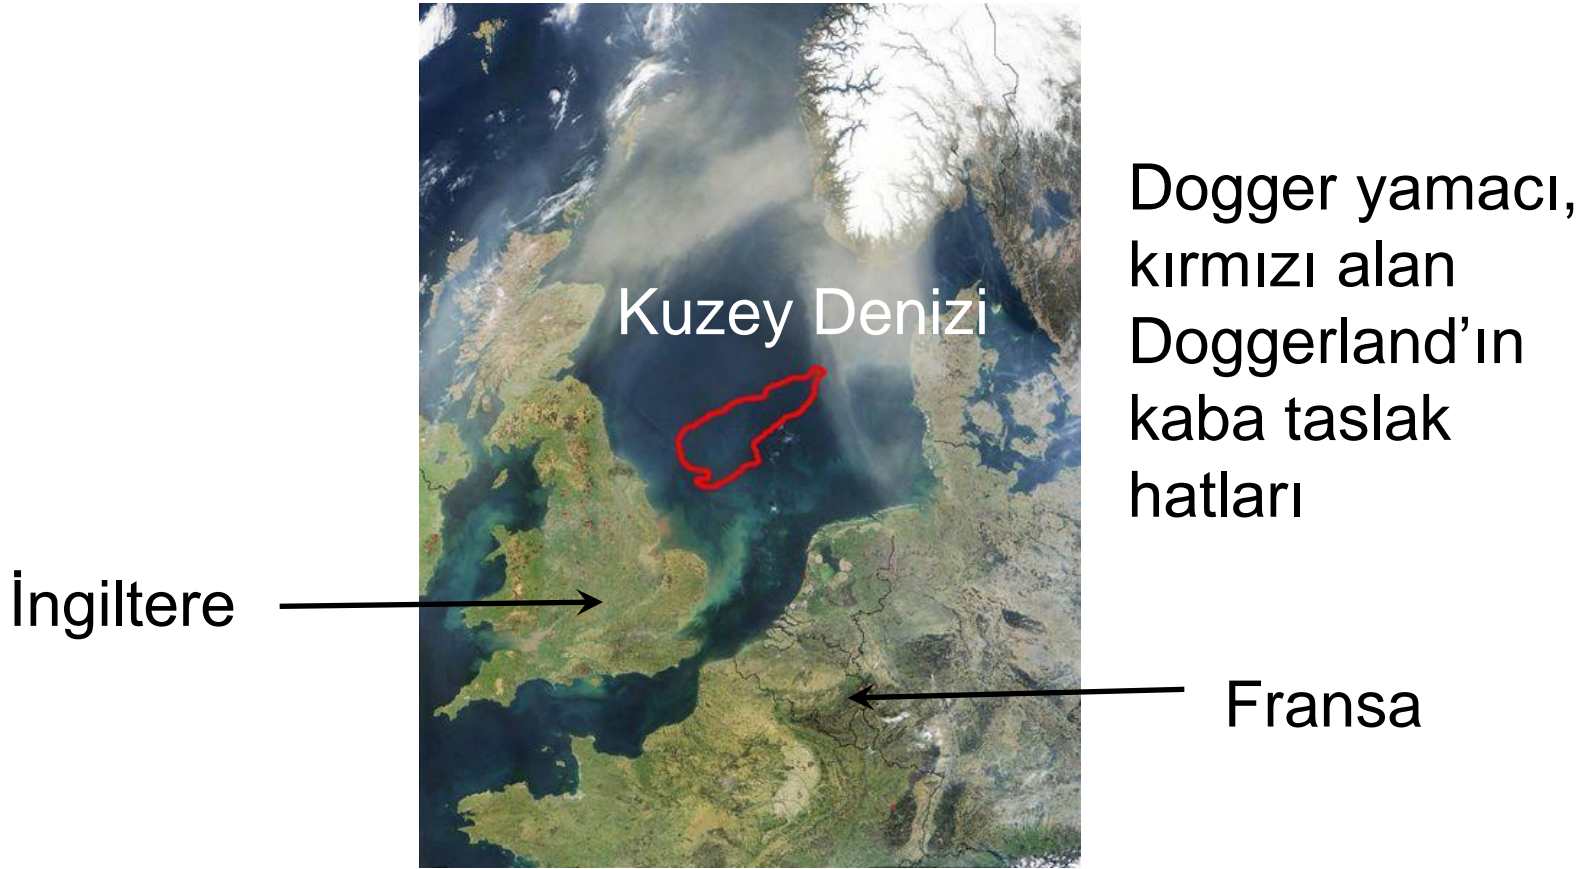 Kuzey Denizi
Dogger yamacı,
kırmızı alan
Doggerland’ın
kaba taslak
hatları
İngiltere
Fransa